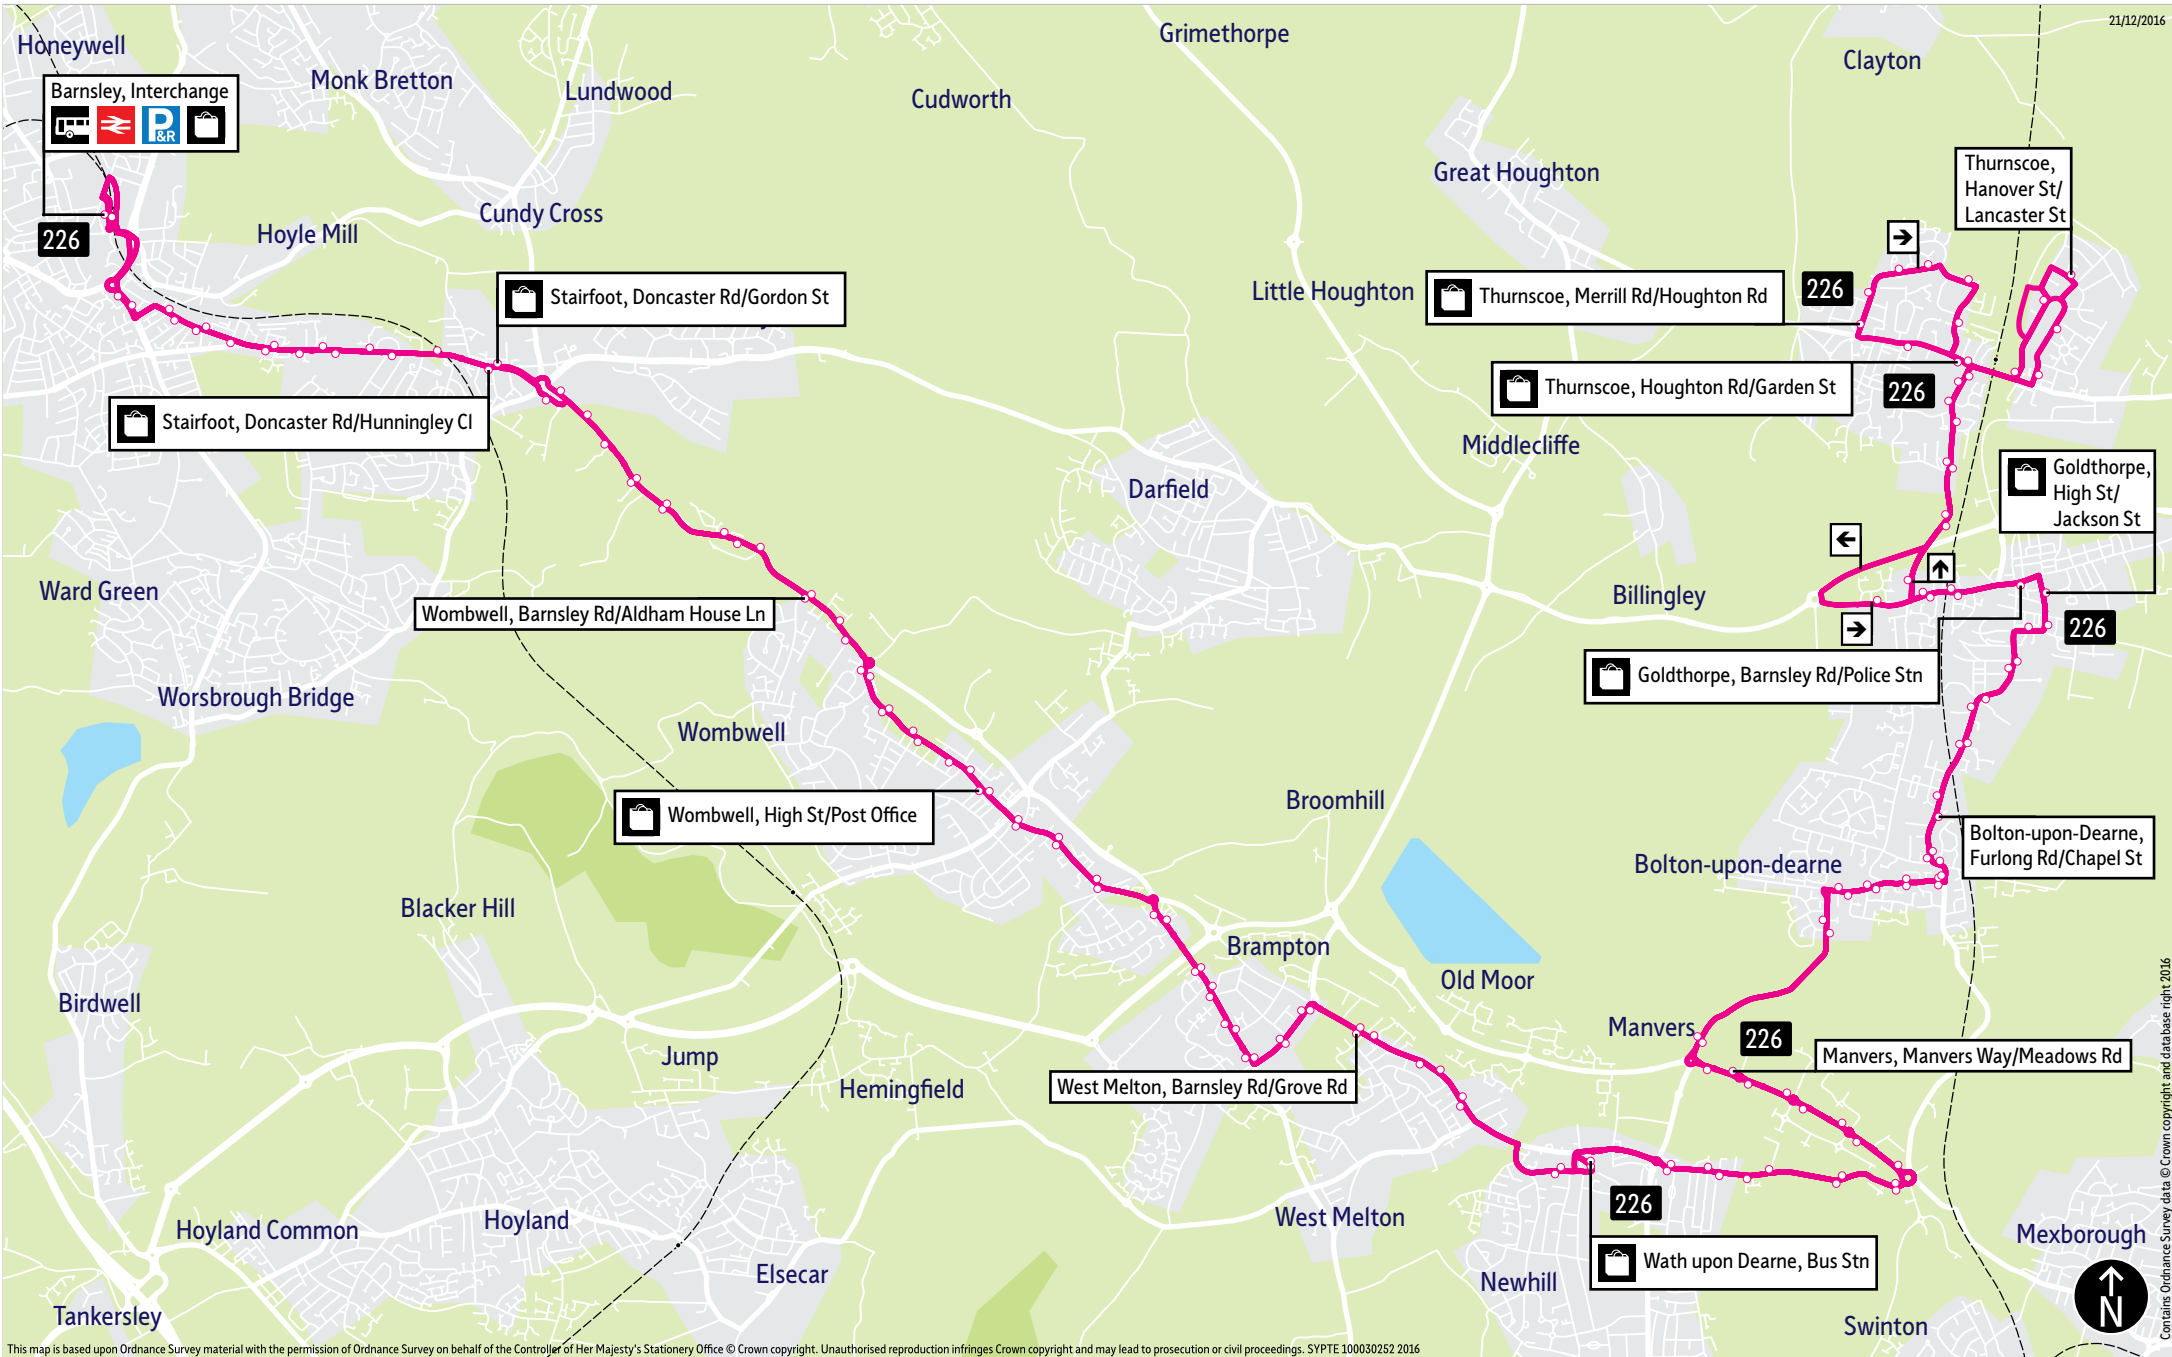 21/12/2016
Honeywell
Monk Bretton
Lundwood
Cudworth
Grimethorpe
Clayton
Barnsley, Interchange
P
&R
226
Hoyle Mill
Cundy Cross
Great Houghton
Little Houghton
Thurnscoe,
Hanover St/
Lancaster St
Stairfoot, Doncaster Rd/Gordon St
Thurnscoe, Merrill Rd/Houghton Rd
226
Thurnscoe, Houghton Rd/Garden St
226
Stairfoot, Doncaster Rd/Hunningley Cl
Middlecliffe
Darfield
Goldthorpe,
High St/
Jackson St
Ward Green
Wombwell, Barnsley Rd/Aldham House Ln
Billingley
226
Goldthorpe, Barnsley Rd/Police Stn
Worsbrough Bridge
Wombwell
Wombwell, High St/Post Office
Broomhill
Bolton-upon-Dearne,
Furlong Rd/Chapel St
Bolton-upon-dearne
Blacker Hill
Brampton
Old Moor
Birdwell
Manvers
226
Manvers, Manvers Way/Meadows Rd
Jump
Hemingfield
West Melton, Barnsley Rd/Grove Rd
226
Hoyland Common
Hoyland
West Melton
Mexborough
Wath upon Dearne, Bus Stn
Elsecar
Newhill
Tankersley
Swinton
N
Contains Ordnance Survey data © Crown copyright and database right 2016
This map is based upon Ordnance Survey material with the permission of Ordnance Survey on behalf of the Controller of Her Majesty's Stationery Office © Crown copyright. Unauthorised reproduction infringes Crown copyright and may lead to prosecution or civil proceedings. SYPTE 100030252 2016